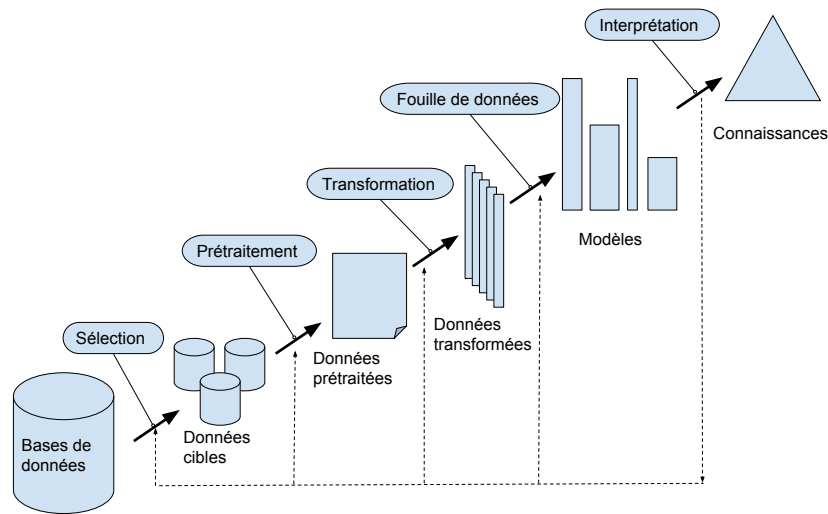 Interprétation
Connaissances
Fouille de données
Modèles
Transformation
Données
transformées
Prétraitement
Données
prétraitées
Sélection
Données
cibles
Bases de
données